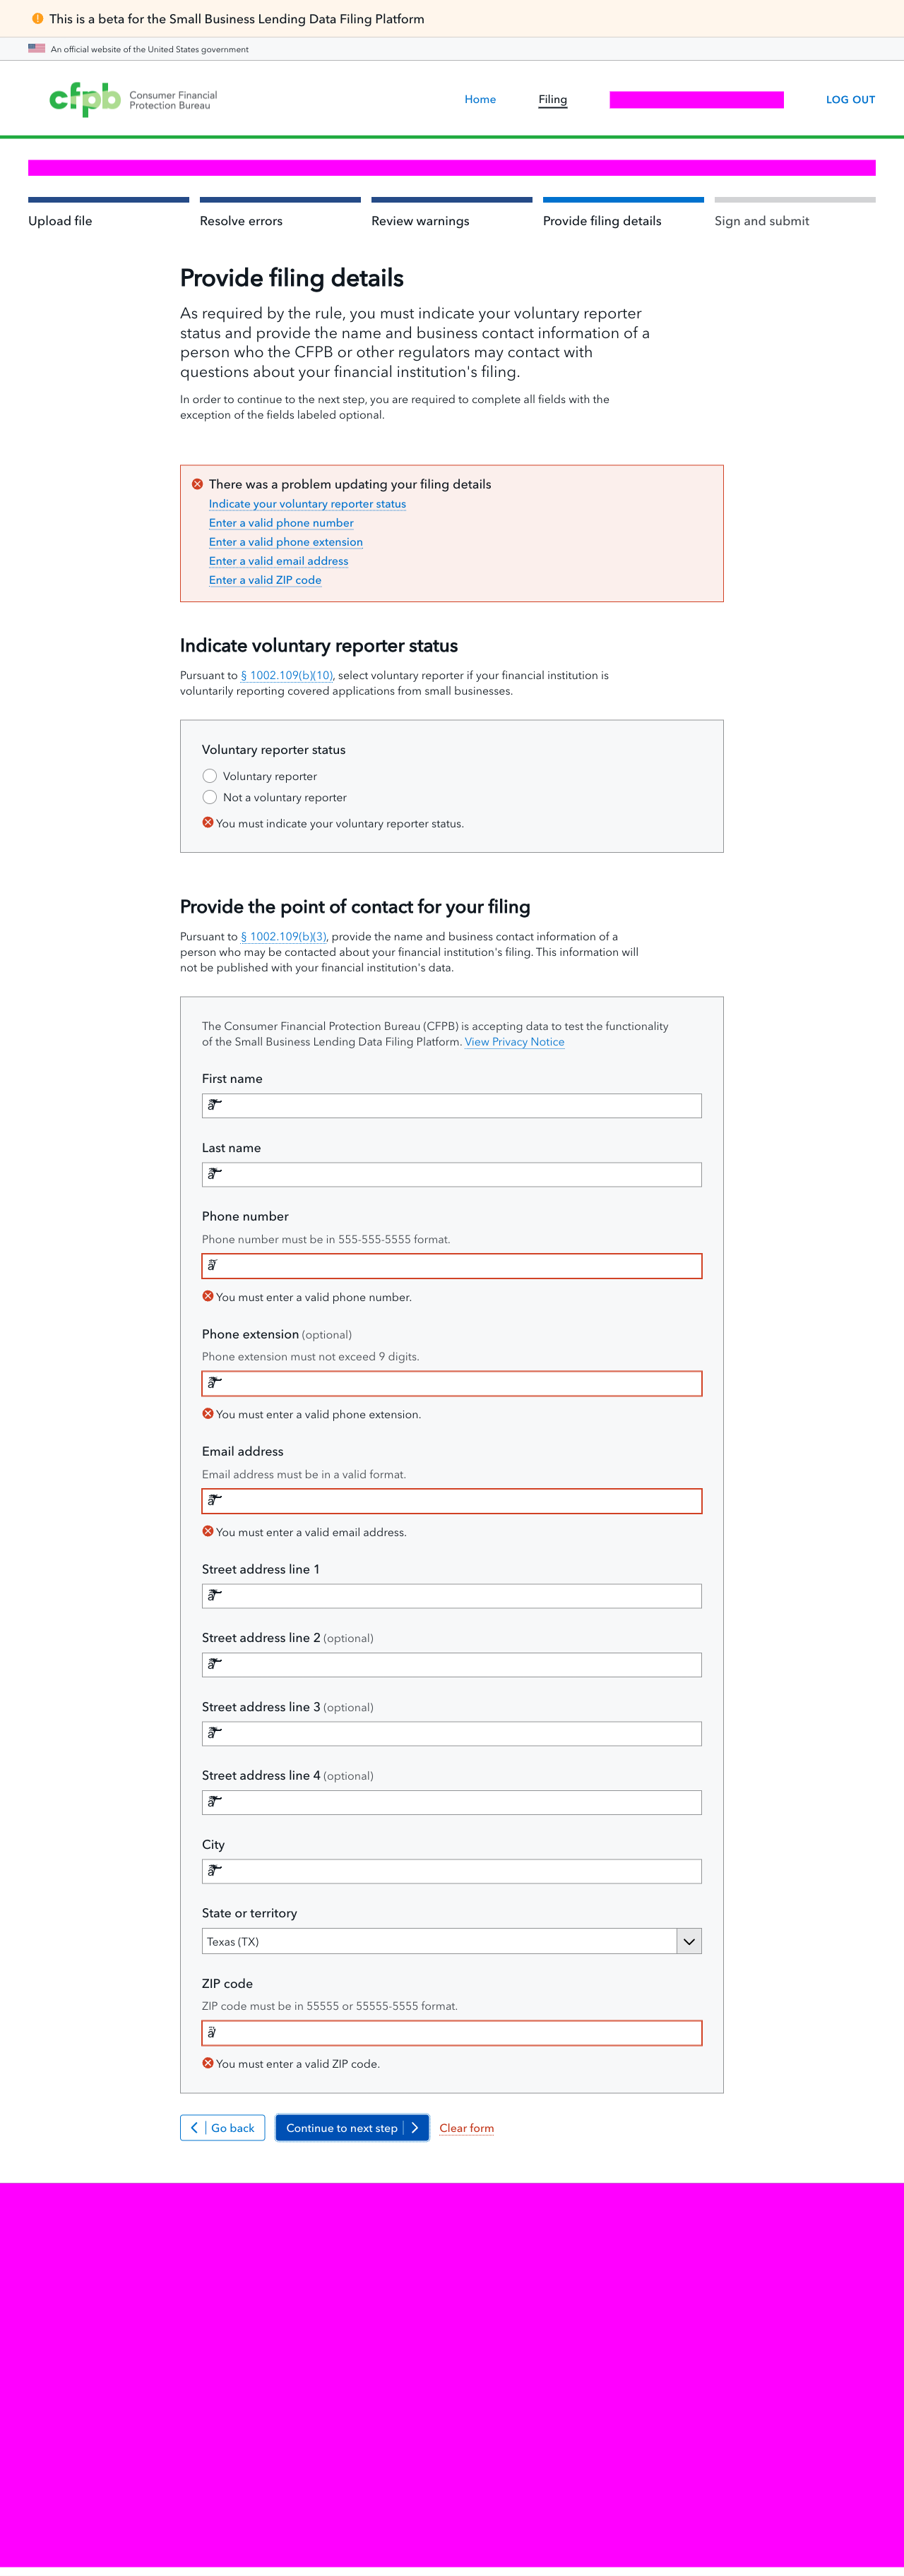 This is a beta for the Small Business Lending Data Filing Platform
An official website of the United States government
cfpb Consumer Financial
Protection Bureau
Home
Filing
LOG OUT
Upload file
Resolve errors
Review warnings
Provide filing details
Sign and submit
Provide filing details
As required by the rule, you must indicate your voluntary reporter
status and provide the name and business contact information of a
person who the CFPB or other regulators may contact with
questions about your financial institution's filing.
In order to continue to the next step, you are required to complete all fields with the
exception of the fields labeled optional.
There was a problem updating your filing details
Indicate your voluntary reporter status
Enter a valid phone number
Enter a valid phone extension
Enter a valid email address
Enter a valid ZIP code
Indicate voluntary reporter status
Pursuant to § 1002.109(b)(10), select voluntary reporter if your financial institution is
voluntarily reporting covered applications from small businesses.
Voluntary reporter status
Voluntary reporter
Not a voluntary reporter
You must indicate your voluntary reporter status.
Provide the point of contact for your filing
Pursuant to § 1002.109(b)(3), provide the name and business contact information of a
person who may be contacted about your financial institution's filing. This information will
not be published with your financial institution's data.
The Consumer Financial Protection Bureau (CFPB) is accepting data to test the functionality
of the Small Business Lending Data Filing Platform. View Privacy Notice
First name
Last name
Phone number
Phone number must be in 555-555-5555 format.
You must enter a valid phone number.
Phone extension (optional)
Phone extension must not exceed 9 digits.
You must enter a valid phone extension.
Email address
Email address must be in a valid format.
You must enter a valid email address.
Street address line 1
Street address line 2 (optional)
Street address line 3 (optional)
Street address line 4 (optional)
City
State or territory
Texas (TX)
ZIP code
ZIP code must be in 55555 or 55555-5555 format.
You must enter a valid ZIP code.
Go back
Continue to next step
Clear form